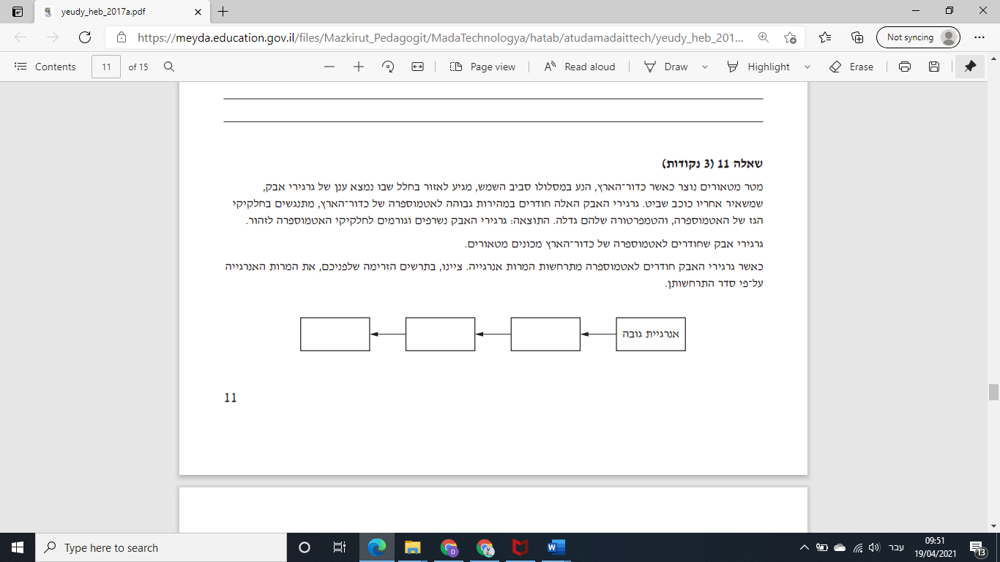 yeudy_heb_2017a.pdf
https://meyda.education.gov.il/files/Mazkirut_Pedagogit/MadaTechnologya/hatab/atudamadaittech/yeudy_heb_201...
Not syncing
Contents
11
of 15
Page view
Read aloud
Draw
Highlight
Erase
שאלה 11 (3 נקודות)
מטר מטאורים נוצר כאשר כדור־הארץ, הנע במסלולו סביב השמש, מגיע לאזור בחלל שבו נמצא ענן של גרגירי אבק,
שמשאיר אחריו כוכב שביט. גרגירי האבק האלה חודרים במהירות גבוהה לאטמוספרה של כדור־הארץ, מתנגשים בחלקיקי
הגז של האטמוספרה, והטמפרטורה שלהם גדלה. התוצאה: גרגירי האבק נשרפים וגורמים לחלקיקי האטמוספרה לזהור.
גרגירי אבק שחודרים לאטמוספרה של כדור־הארץ מכונים מטאורים.
כאשר גרגירי האבק חודרים לאטמוספרה מתרחשות המרות אנרגייה. ציינו, בתרשים הזרימה שלפניכם, את המרות האנרגייה
על־פי סדר התרחשותן.
אנרגיית גובה
11
Type here to search
עבר
09:51
19/04/2021
13